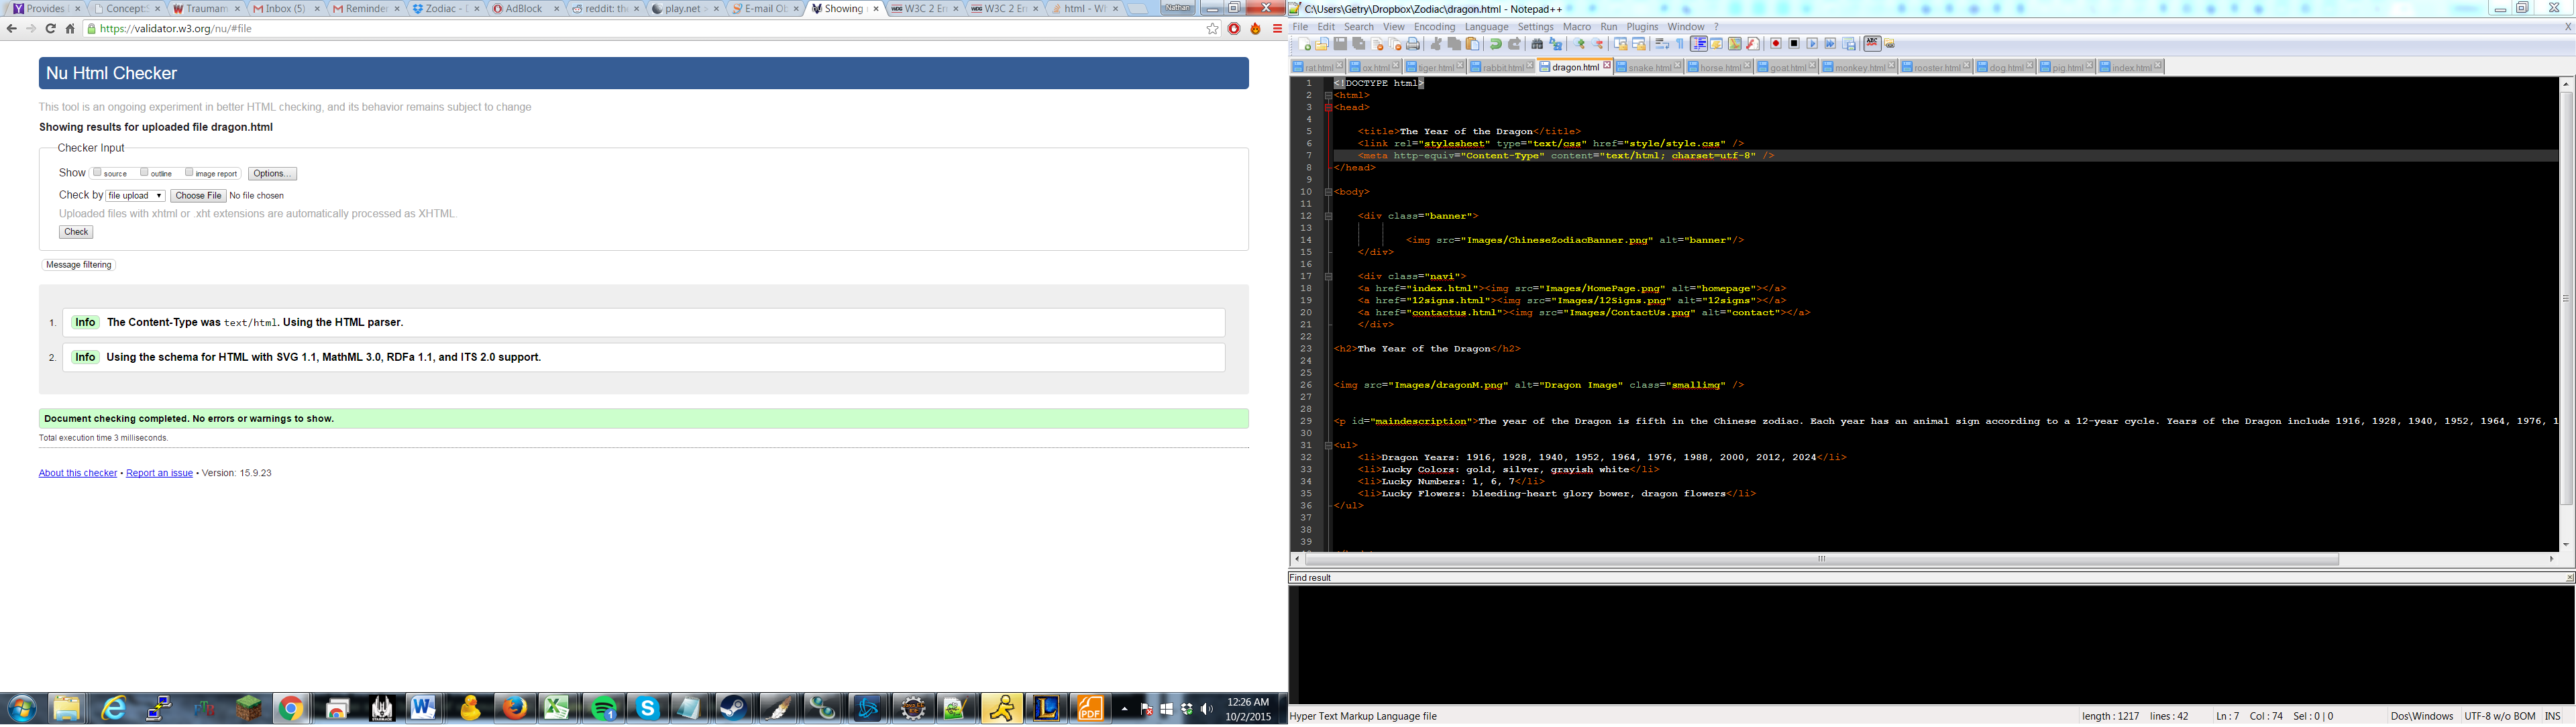 Provides
Concept:
Traumam
Inbox (5)
Reminder
Zodiac - D
AdBlock
reddit: the
play.net
E-mail Ob
Showing r
W3C 2 Err
W3C 2 Err
html - Wh
Nathan
https://validator.w3.org/nu/#file
Nu Html Checker
This tool is an ongoing experiment in better HTML checking, and its behavior remains subject to change
Showing results for uploaded file dragon.html
Checker Input
Show source outline image report Options...
Check by file upload Choose File No file chosen
Uploaded files with xhtml or .xht extensions are automatically processed as XHTML.
Check
Message filtering
1. Info The Content-Type was text/html. Using the HTML parser.
2. Info Using the schema for HTML with SVG 1.1, MathML 3.0, RDFa 1.1, and ITS 2.0 support.
Document checking completed. No errors or warnings to show.
Total execution time 3 milliseconds.
About this checker • Report an issue • Version: 15.9.23
12:26 AM
10/2/2015
C:\Users\Getry\Dropbox\Zodiac\dragon.html - Notepad++
File Edit Search View Encoding Language Settings Macro Run Plugins Window ? X
rat.html ox.html tiger.html rabbit.html dragon.html snake.html horse.html goat.html monkey.html rooster.html dog.html pig.html index.html
1 <!DOCTYPE html>
2 <html>
3 <head>
4
5 <title>The Year of the Dragon</title>
6 <link rel="stylesheet" type="text/css" href="style/style.css" />
7 <meta http-equiv="Content-Type" content="text/html; charset=utf-8" />
8 </head>
9
10 <body>
11
12 <div class="banner">
13
14 <img src="Images/ChineseZodiacBanner.png" alt="banner"/>
15 </div>
16
17 <div class="navi">
18 <a href="index.html"><img src="Images/HomePage.png" alt="homepage"></a>
19 <a href="12signs.html"><img src="Images/12Signs.png" alt="12signs"></a>
20 <a href="contactus.html"><img src="Images/ContactUs.png" alt="contact"></a>
21 </div>
22
23 <h2>The Year of the Dragon</h2>
24
25
26 <img src="Images/dragonM.png" alt="Dragon Image" class="smallimg" />
27
28
29 <p id="maindescription">The year of the Dragon is fifth in the Chinese zodiac. Each year has an animal sign according to a 12-year cycle. Years of the Dragon include 1916, 1928, 1940, 1952, 1964, 1976, 1
30
31 <ul>
32 <li>Dragon Years: 1916, 1928, 1940, 1952, 1964, 1976, 1988, 2000, 2012, 2024</li>
33 <li>Lucky Colors: gold, silver, grayish white</li>
34 <li>Lucky Numbers: 1, 6, 7</li>
35 <li>Lucky Flowers: bleeding-heart glory bower, dragon flowers</li>
36 </ul>
37
38
39
Find result
Hyper Text Markup Language file length : 1217 lines : 42 Ln : 7 Col : 74 Sel : 0 | 0 Dos\Windows UTF-8 w/o BOM INS